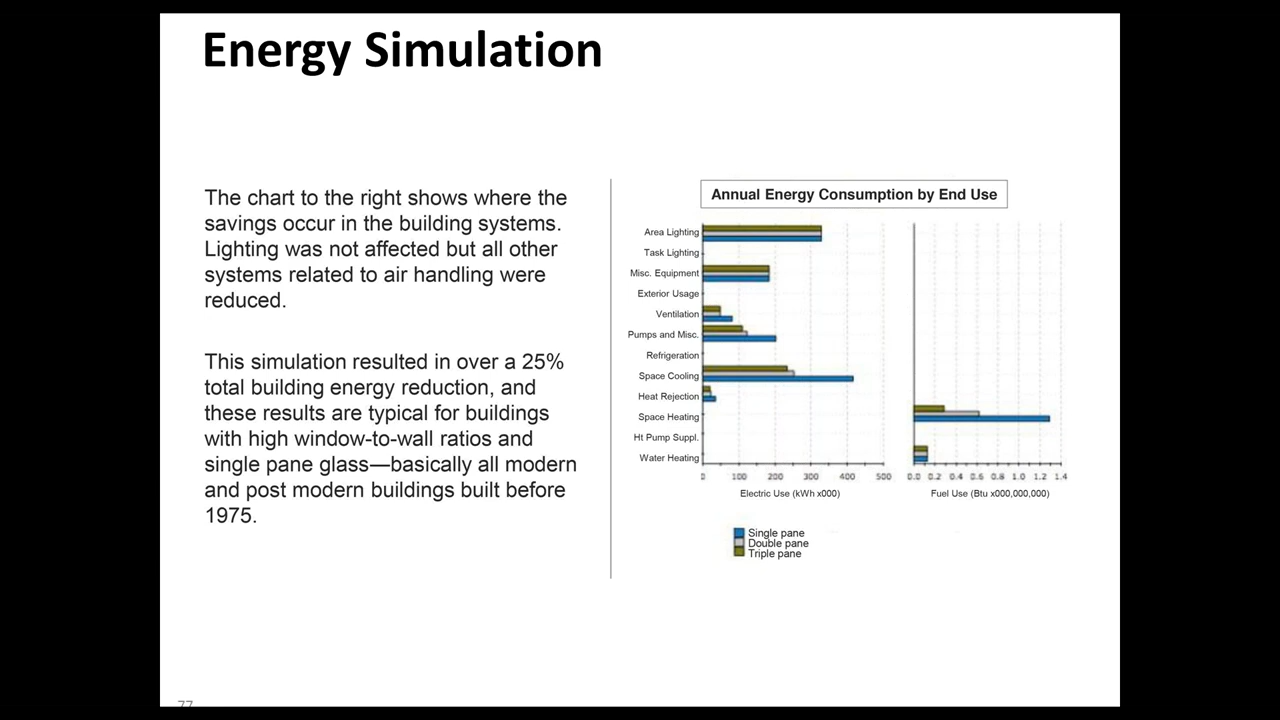 Energy Simulation
The chart to the right shows where the
savings occur in the building systems.
Lighting was not affected but all other
systems related to air handling were
reduced.
This simulation resulted in over a 25%
total building energy reduction, and
these results are typical for buildings
with high window-to-wall ratios and
single pane glass—basically all modern
and post modern buildings built before
1975.
Annual Energy Consumption by End Use
Area Lighting
Task Lighting
Misc. Equipment
Exterior Usage
Ventilation
Pumps and Misc.
Refrigeration
Space Cooling
Heat Rejection
Space Heating
Ht Pump Suppl.
Water Heating
0 100 200 300 400 500
Electric Use (kWh x000)
0.0 0.2 0.4 0.6 0.8 1.0 1.2 1.4
Fuel Use (Btu x000,000,000)
Single pane
Double pane
Triple pane
77